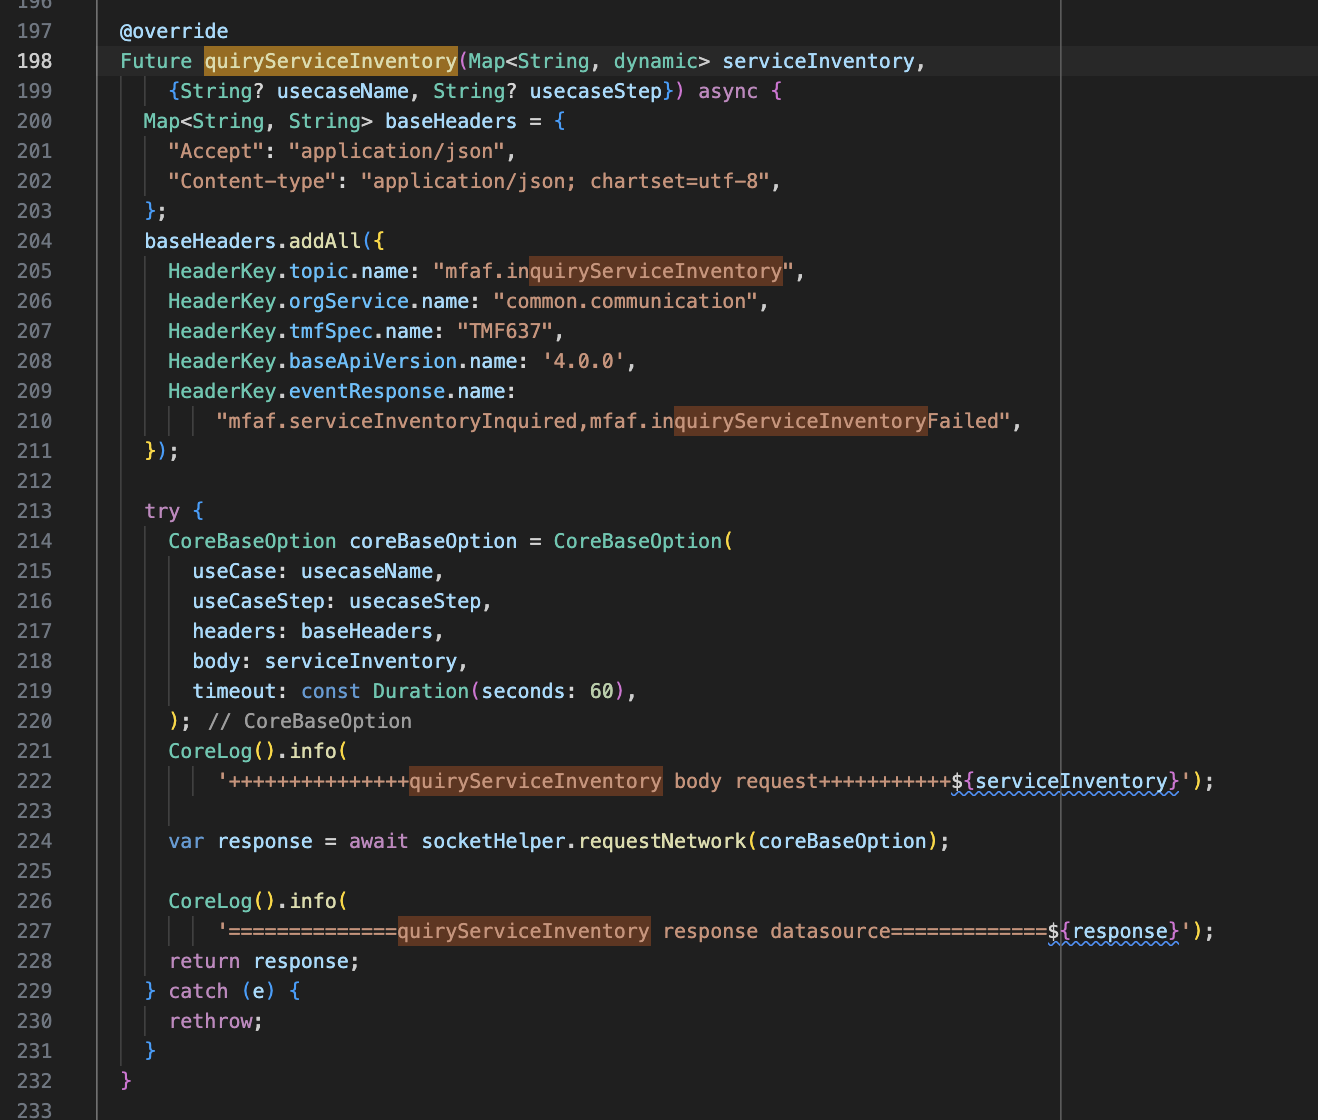 196
197 @override
198 Future quiryServiceInventory(Map<String, dynamic> serviceInventory,
199 {String? usecaseName, String? usecaseStep}) async {
200 Map<String, String> baseHeaders = {
201 "Accept": "application/json",
202 "Content-type": "application/json; chartset=utf-8",
203 };
204 baseHeaders.addAll({
205 HeaderKey.topic.name: "mfaf.inquiryServiceInventory",
206 HeaderKey.orgService.name: "common.communication",
207 HeaderKey.tmfSpec.name: "TMF637",
208 HeaderKey.baseApiVersion.name: '4.0.0',
209 HeaderKey.eventResponse.name:
210 "mfaf.serviceInventoryInquired,mfaf.inquiryServiceInventoryFailed",
211 });
212
213 try {
214 CoreBaseOption coreBaseOption = CoreBaseOption(
215 useCase: usecaseName,
216 useCaseStep: usecaseStep,
217 headers: baseHeaders,
218 body: serviceInventory,
219 timeout: const Duration(seconds: 60),
220 ); // CoreBaseOption
221 CoreLog().info(
222 '+++++++++++++++quiryServiceInventory body request+++++++++++${serviceInventory}');
223
224 var response = await socketHelper.requestNetwork(coreBaseOption);
225
226 CoreLog().info(
227 '==============quiryServiceInventory response datasource=============${response}');
228 return response;
229 } catch (e) {
230 rethrow;
231 }
232 }
233